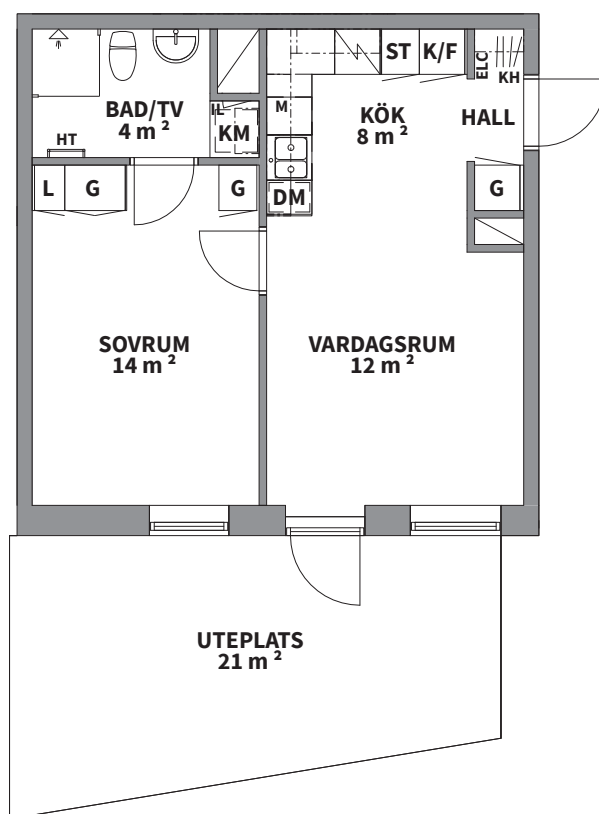 ST
K/F
ELC
KH
BAD/TV
4 m²
IL
M
KÖK
8 m²
HALL
HT
KM
L
G
G
DM
G
SOVRUM
14 m²
VARDAGSRUM
12 m²
UTEPLATS
21 m²